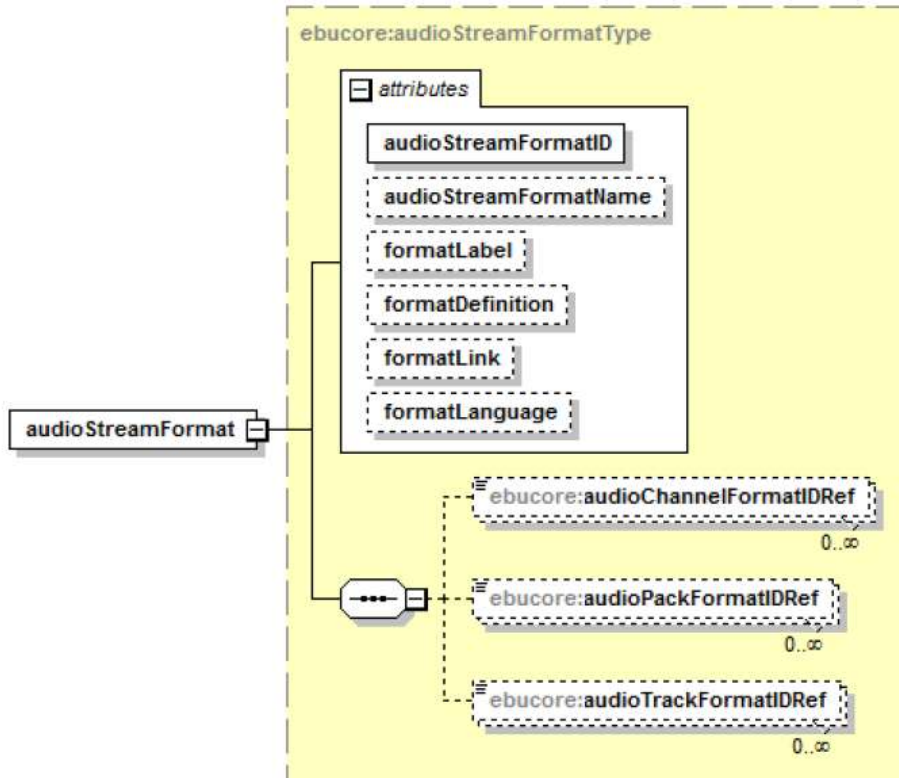 ebucore:audioStreamFormatType
attributes
audioStreamFormatID
audioStreamFormatName
formatLabel
formatDefinition
formatLink
formatLanguage
audioStreamFormat
ebucore:audioChannelFormatIDRef
0..∞
ebucore:audioPackFormatIDRef
0..∞
ebucore:audioTrackFormatIDRef
0..∞